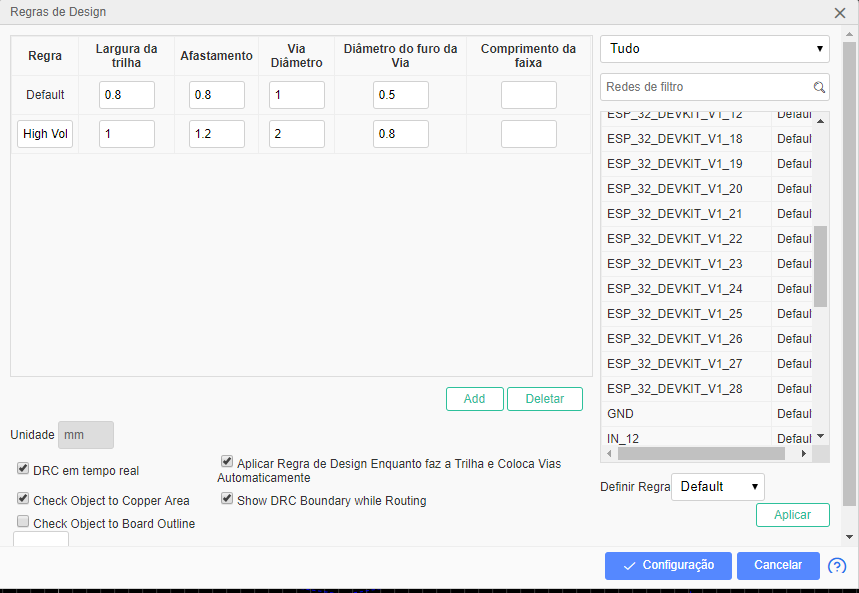 Regras de Design
Regra
Largura da
trilha
Afastamento
Via
Diâmetro
Diâmetro do furo da
Via
Comprimento da
faixa
Default
0.8
0.8
1
0.5
High Vol
1
1.2
2
0.8
Add
Deletar
Unidade
mm
DRC em tempo real
Aplicar Regra de Design Enquanto faz a Trilha e Coloca Vias
Automaticamente
Check Object to Copper Area
Show DRC Boundary while Routing
Check Object to Board Outline
Tudo
Redes de filtro
ESP_32_DEVKIT_V1_12 Defaul
ESP_32_DEVKIT_V1_18 Defaul
ESP_32_DEVKIT_V1_19 Defaul
ESP_32_DEVKIT_V1_20 Defaul
ESP_32_DEVKIT_V1_21 Defaul
ESP_32_DEVKIT_V1_22 Defaul
ESP_32_DEVKIT_V1_23 Defaul
ESP_32_DEVKIT_V1_24 Defaul
ESP_32_DEVKIT_V1_25 Defaul
ESP_32_DEVKIT_V1_26 Defaul
ESP_32_DEVKIT_V1_27 Defaul
ESP_32_DEVKIT_V1_28 Defaul
GND Defaul
IN_12 Defaul
Definir Regra Default
Aplicar
Configuração
Cancelar
?